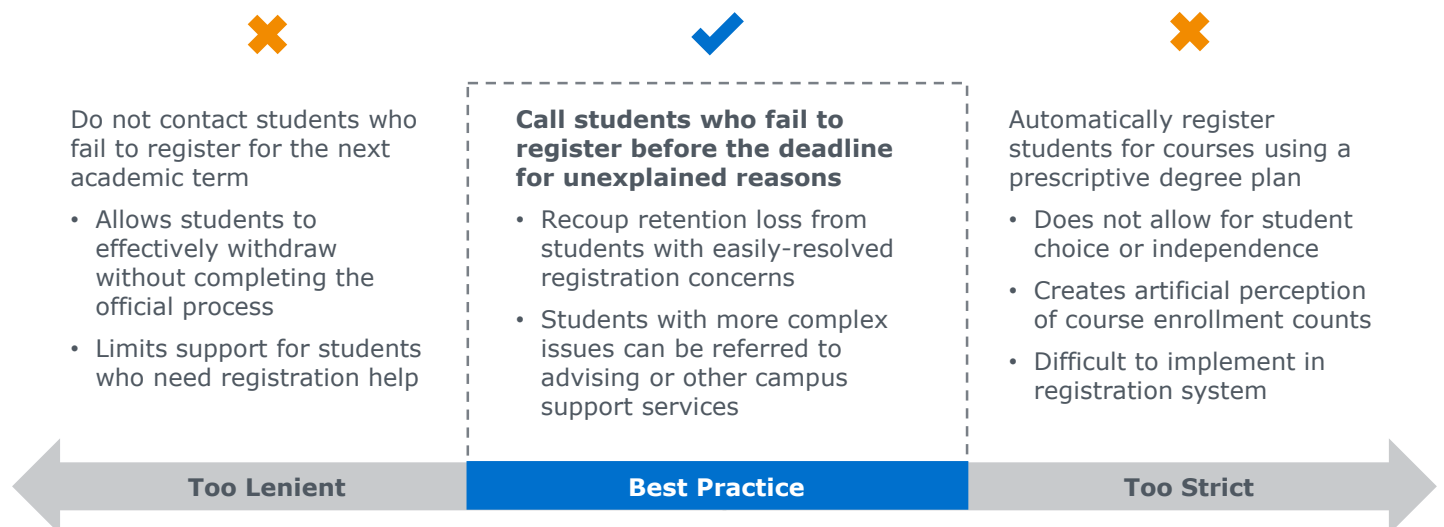 Do not contact students who
fail to register for the next
academic term
• Allows students to
effectively withdraw
without completing the
official process
• Limits support for students
who need registration help
Call students who fail to
register before the deadline
for unexplained reasons
• Recoup retention loss from
students with easily-resolved
registration concerns
• Students with more complex
issues can be referred to
advising or other campus
support services
Automatically register
students for courses using a
prescriptive degree plan
• Does not allow for student
choice or independence
• Creates artificial perception
of course enrollment counts
• Difficult to implement in
registration system
Too Lenient
Best Practice
Too Strict